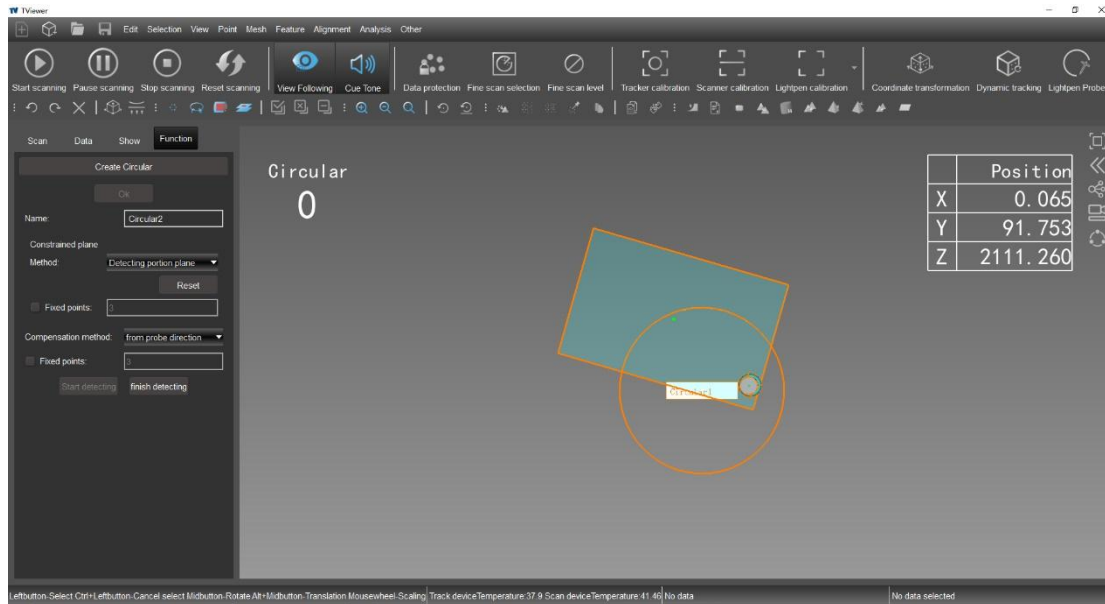 TViewer
Edit Selection View Point Mesh Feature Alignment Analysis Other
Start scanning Pause scanning Stop scanning Reset scanning View Following Cue Tone Data protection Fine scan selection Fine scan level Tracker calibration Scanner calibration Lightpen calibration Coordinate transformation Dynamic tracking Lightpen Probe
Scan Data Show Function
Create Circular
Ok
Name: Circular2
Constrained plane
Method: Detecting portion plane
Reset
Fixed points: 3
Compensation method: from probe direction
Fixed points: 3
Start detecting finish detecting
Circular
0
Position
X 0.065
Y 91.753
Z 2111.260
Circular1
Leftbutton-Select Ctrl+Leftbutton-Cancel select Midbutton-Rotate Alt+Midbutton-Translation Mousewheel-Scaling Track deviceTemperature:37.9 Scan deviceTemperature:41.46 No data No data selected